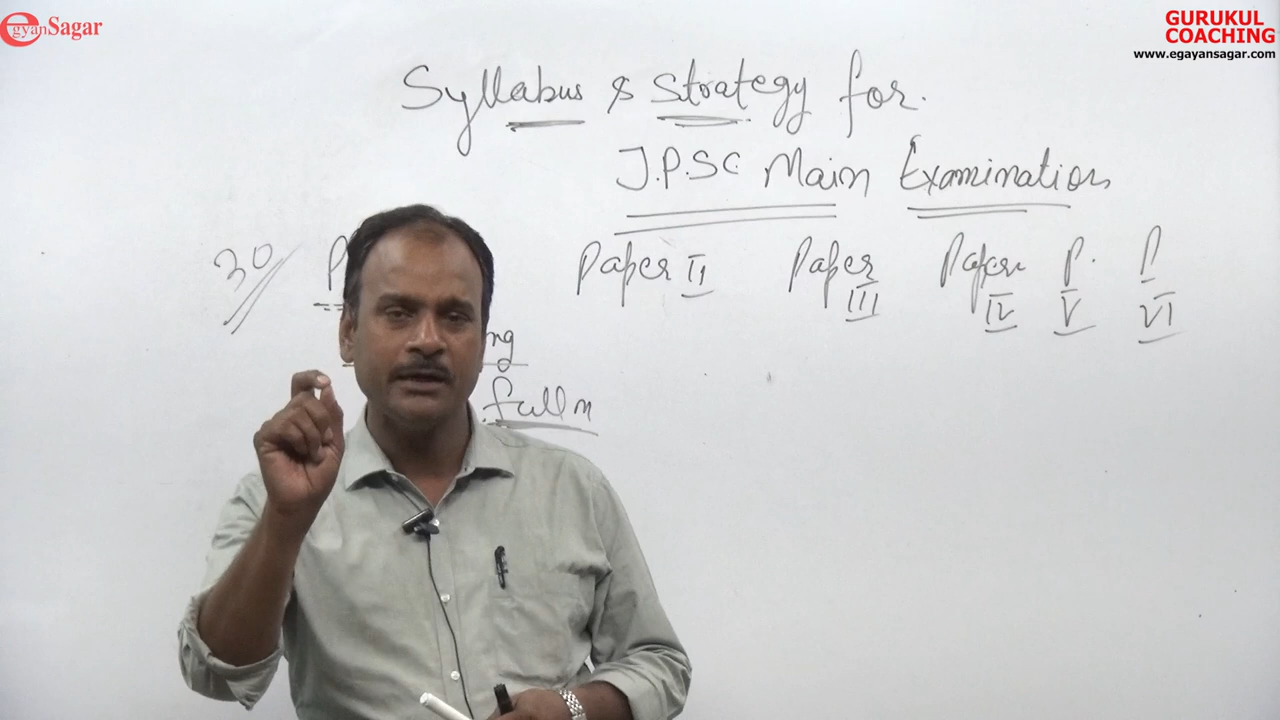 egyanSagar
GURUKUL
COACHING
www.egayansagar.com
Syllabus & Strategy for.
J.P.SC. Main Examination
30 P Paper II Paper III Paper IV P. V P VI
ng